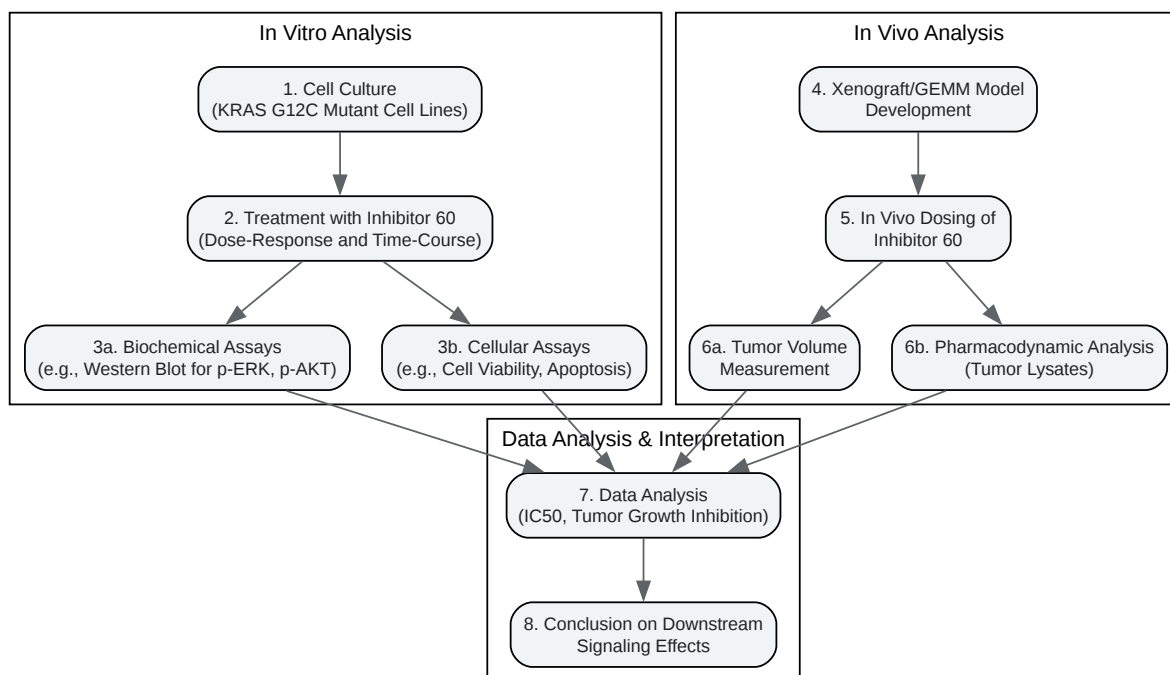 In Vitro Analysis
1. Cell Culture
(KRAS G12C Mutant Cell Lines)
2. Treatment with Inhibitor 60
(Dose-Response and Time-Course)
3a. Biochemical Assays
(e.g., Western Blot for p-ERK, p-AKT)
3b. Cellular Assays
(e.g., Cell Viability, Apoptosis)
In Vivo Analysis
4. Xenograft/GEMM Model
Development
5. In Vivo Dosing of
Inhibitor 60
6a. Tumor Volume
Measurement
6b. Pharmacodynamic Analysis
(Tumor Lysates)
Data Analysis & Interpretation
7. Data Analysis
(IC50, Tumor Growth Inhibition)
8. Conclusion on Downstream
Signaling Effects